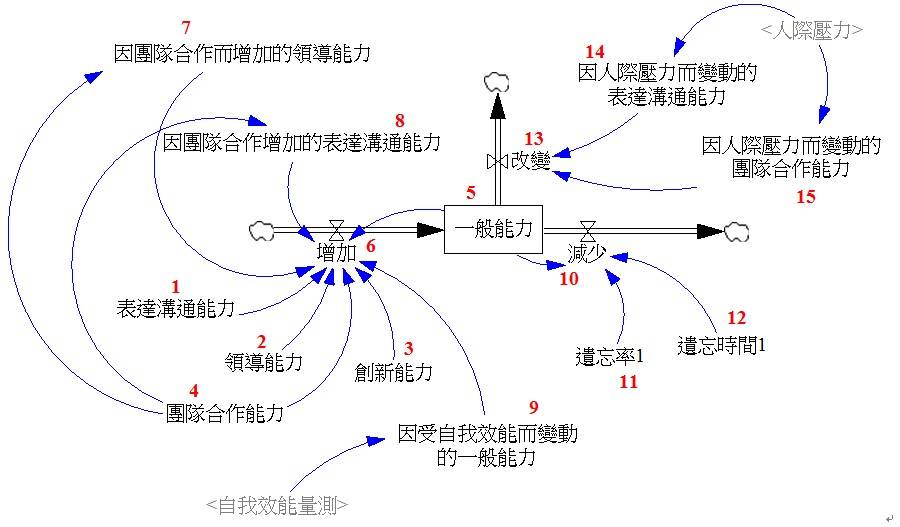 7
因團隊合作而增加的領導能力
<人際壓力>
14
因人際壓力而變動的
表達溝通能力
8
因團隊合作增加的表達溝通能力
13
改變
因人際壓力而變動的
團隊合作能力
15
5
一般能力
6
增加
減少
10
1
表達溝通能力
2
領導能力
3
創新能力
12
遺忘時間1
遺忘率1
11
4
團隊合作能力
9
因受自我效能而變動
的一般能力
<自我效能量測>